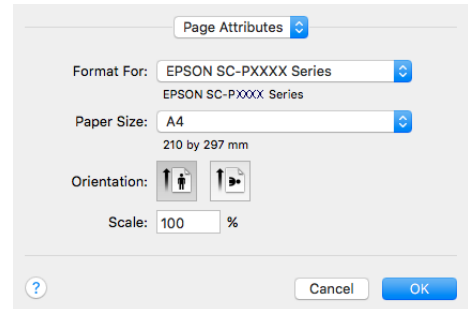 Page Attributes
Format For: EPSON SC-PXXXX Series
EPSON SC-PXXXX Series
Paper Size: A4
210 by 297 mm
Orientation:
Scale: 100 %
? Cancel OK